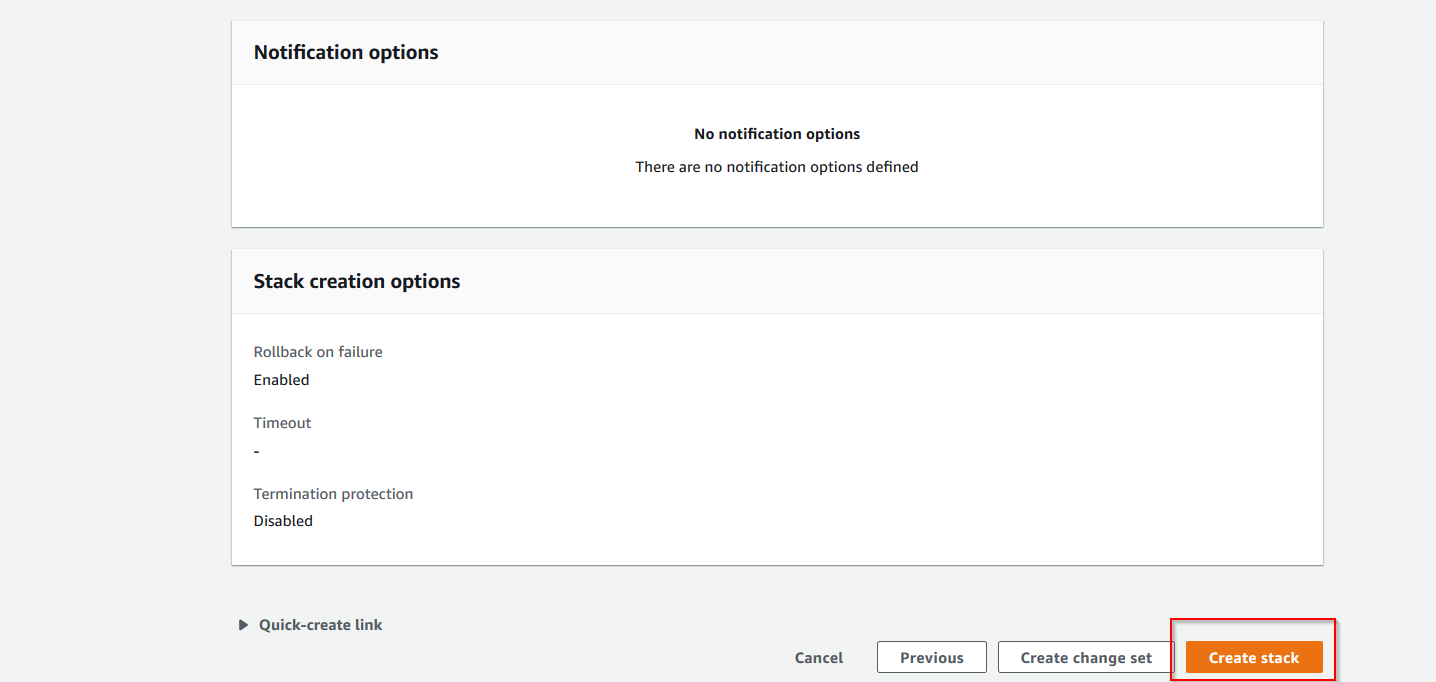 Notification options
No notification options
There are no notification options defined
Stack creation options
Rollback on failure
Enabled
Timeout
-
Termination protection
Disabled
Quick-create link
Cancel
Previous
Create change set
Create stack